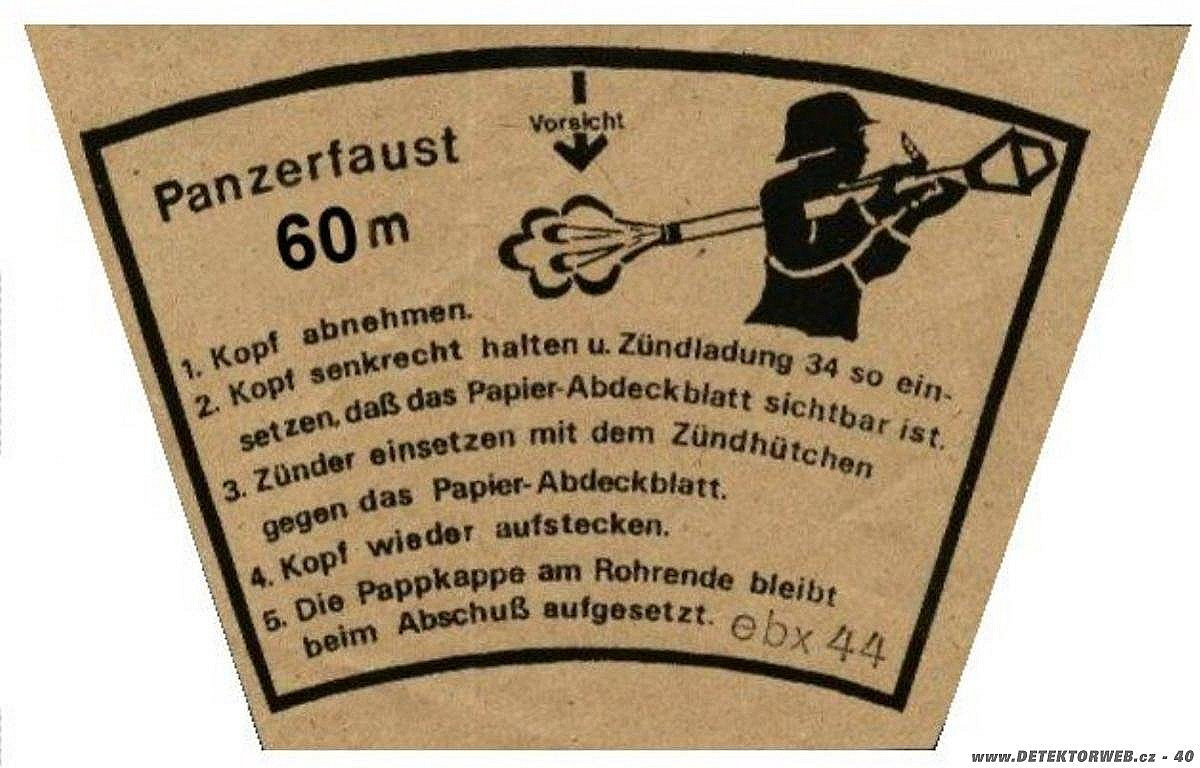 Vorsicht
Panzerfaust
60 m
1. Kopf abnehmen.
2. Kopf senkrecht halten u. Zündladung 34 so ein-
setzen, daß das Papier-Abdeckblatt sichtbar ist.
3. Zünder einsetzen mit dem Zündhütchen
gegen das Papier-Abdeckblatt.
4. Kopf wieder aufstecken.
5. Die Pappkappe am Rohrende bleibt
beim Abschuß aufgesetzt.
ebx 44
www.DETEKTORWEB.cz - 40